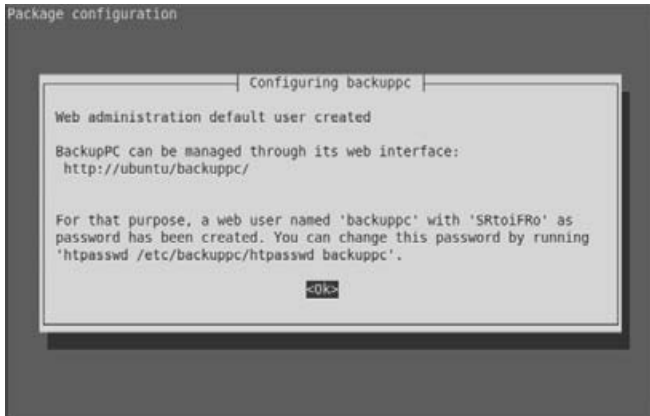 Package configuration
Configuring backuppc
Web administration default user created
BackupPC can be managed through its web interface:
http://ubuntu/backuppc/
For that purpose, a web user named 'backuppc' with 'SRtoiFRo' as
password has been created. You can change this password by running
'htpasswd /etc/backuppc/htpasswd backuppc'.
<Ok>